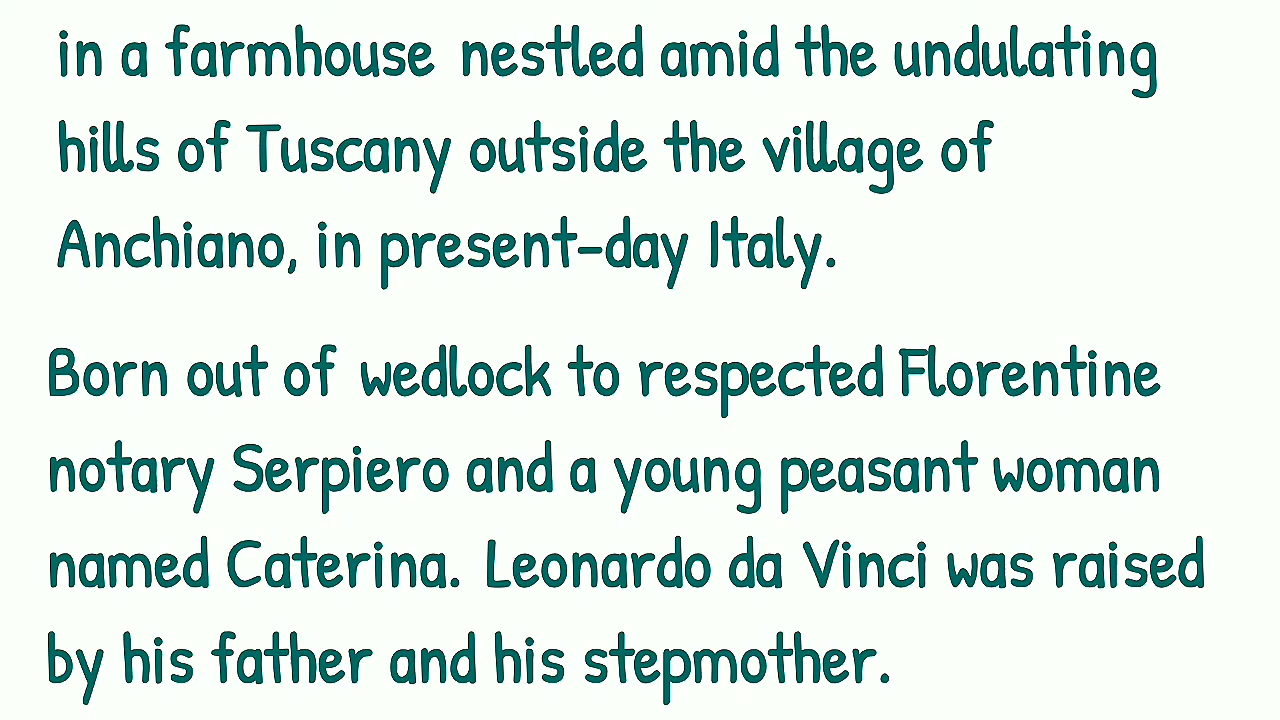 in a farmhouse nestled amid the undulating
hills of Tuscany outside the village of
Anchiano, in present-day Italy.
Born out of wedlock to respected Florentine
notary Serpiero and a young peasant woman
named Caterina. Leonardo da Vinci was raised
by his father and his stepmother.